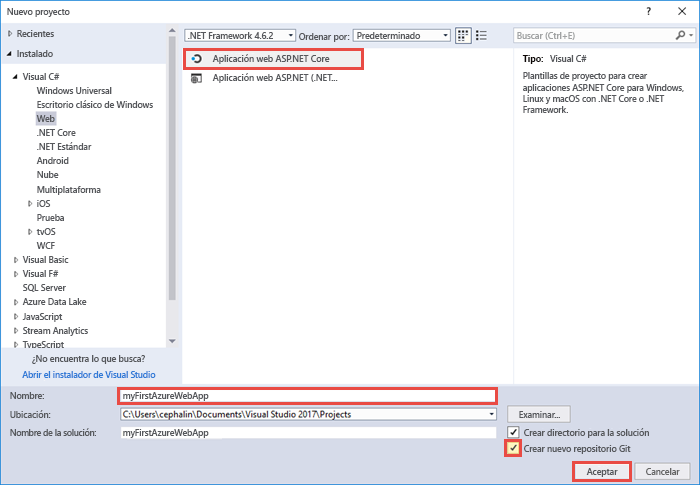 Nuevo proyecto
?
Recientes
.NET Framework 4.6.2
Ordenar por:
Predeterminado
Buscar (Ctrl+E)
Instalado
Visual C#
Windows Universal
Escritorio clásico de Windows
Web
.NET Core
.NET Estándar
Android
Nube
Multiplataforma
iOS
Prueba
tvOS
WCF
Visual Basic
Visual F#
SQL Server
Azure Data Lake
JavaScript
Stream Analytics
TypeScript
¿No encuentra lo que busca?
Abrir el instalador de Visual Studio
Aplicación web ASP.NET Core
Aplicación web ASP.NET (.NET...
Tipo: Visual C#
Plantillas de proyecto para crear
aplicaciones ASP.NET Core para Windows,
Linux y macOS con .NET Core o .NET
Framework.
Nombre:
myFirstAzureWebApp
Ubicación:
C:\Users\cephalin\Documents\Visual Studio 2017\Projects
Examinar...
Nombre de la solución:
myFirstAzureWebApp
Crear directorio para la solución
Crear nuevo repositorio Git
Aceptar
Cancelar